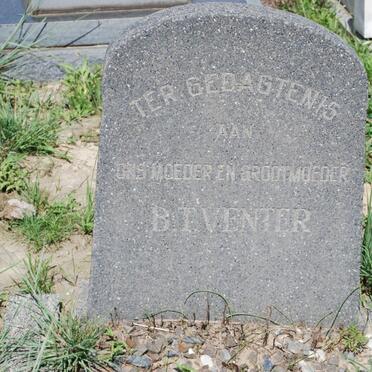 TER GEDAGTENIS
AAN
ONS MOEDER EN GROOTMOEDER
B.T. VENTER